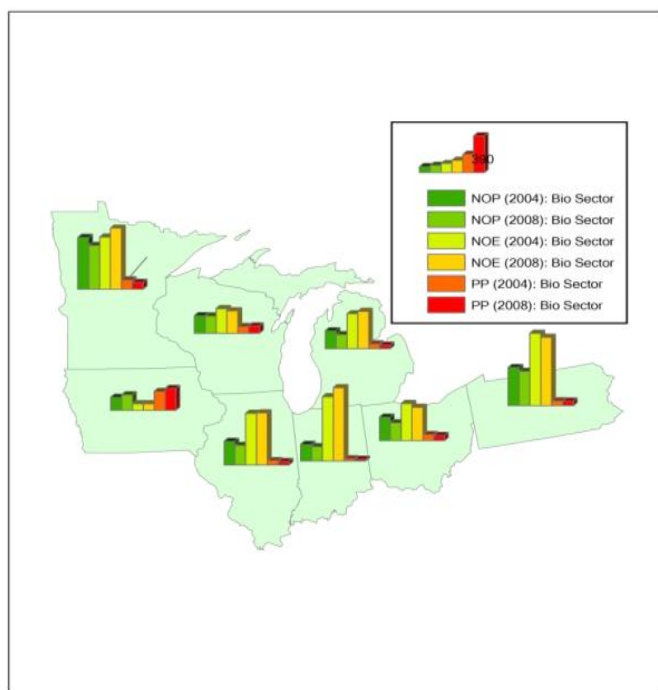 390
NOP (2004): Bio Sector
NOP (2008): Bio Sector
NOE (2004): Bio Sector
NOE (2008): Bio Sector
PP (2004): Bio Sector
PP (2008): Bio Sector